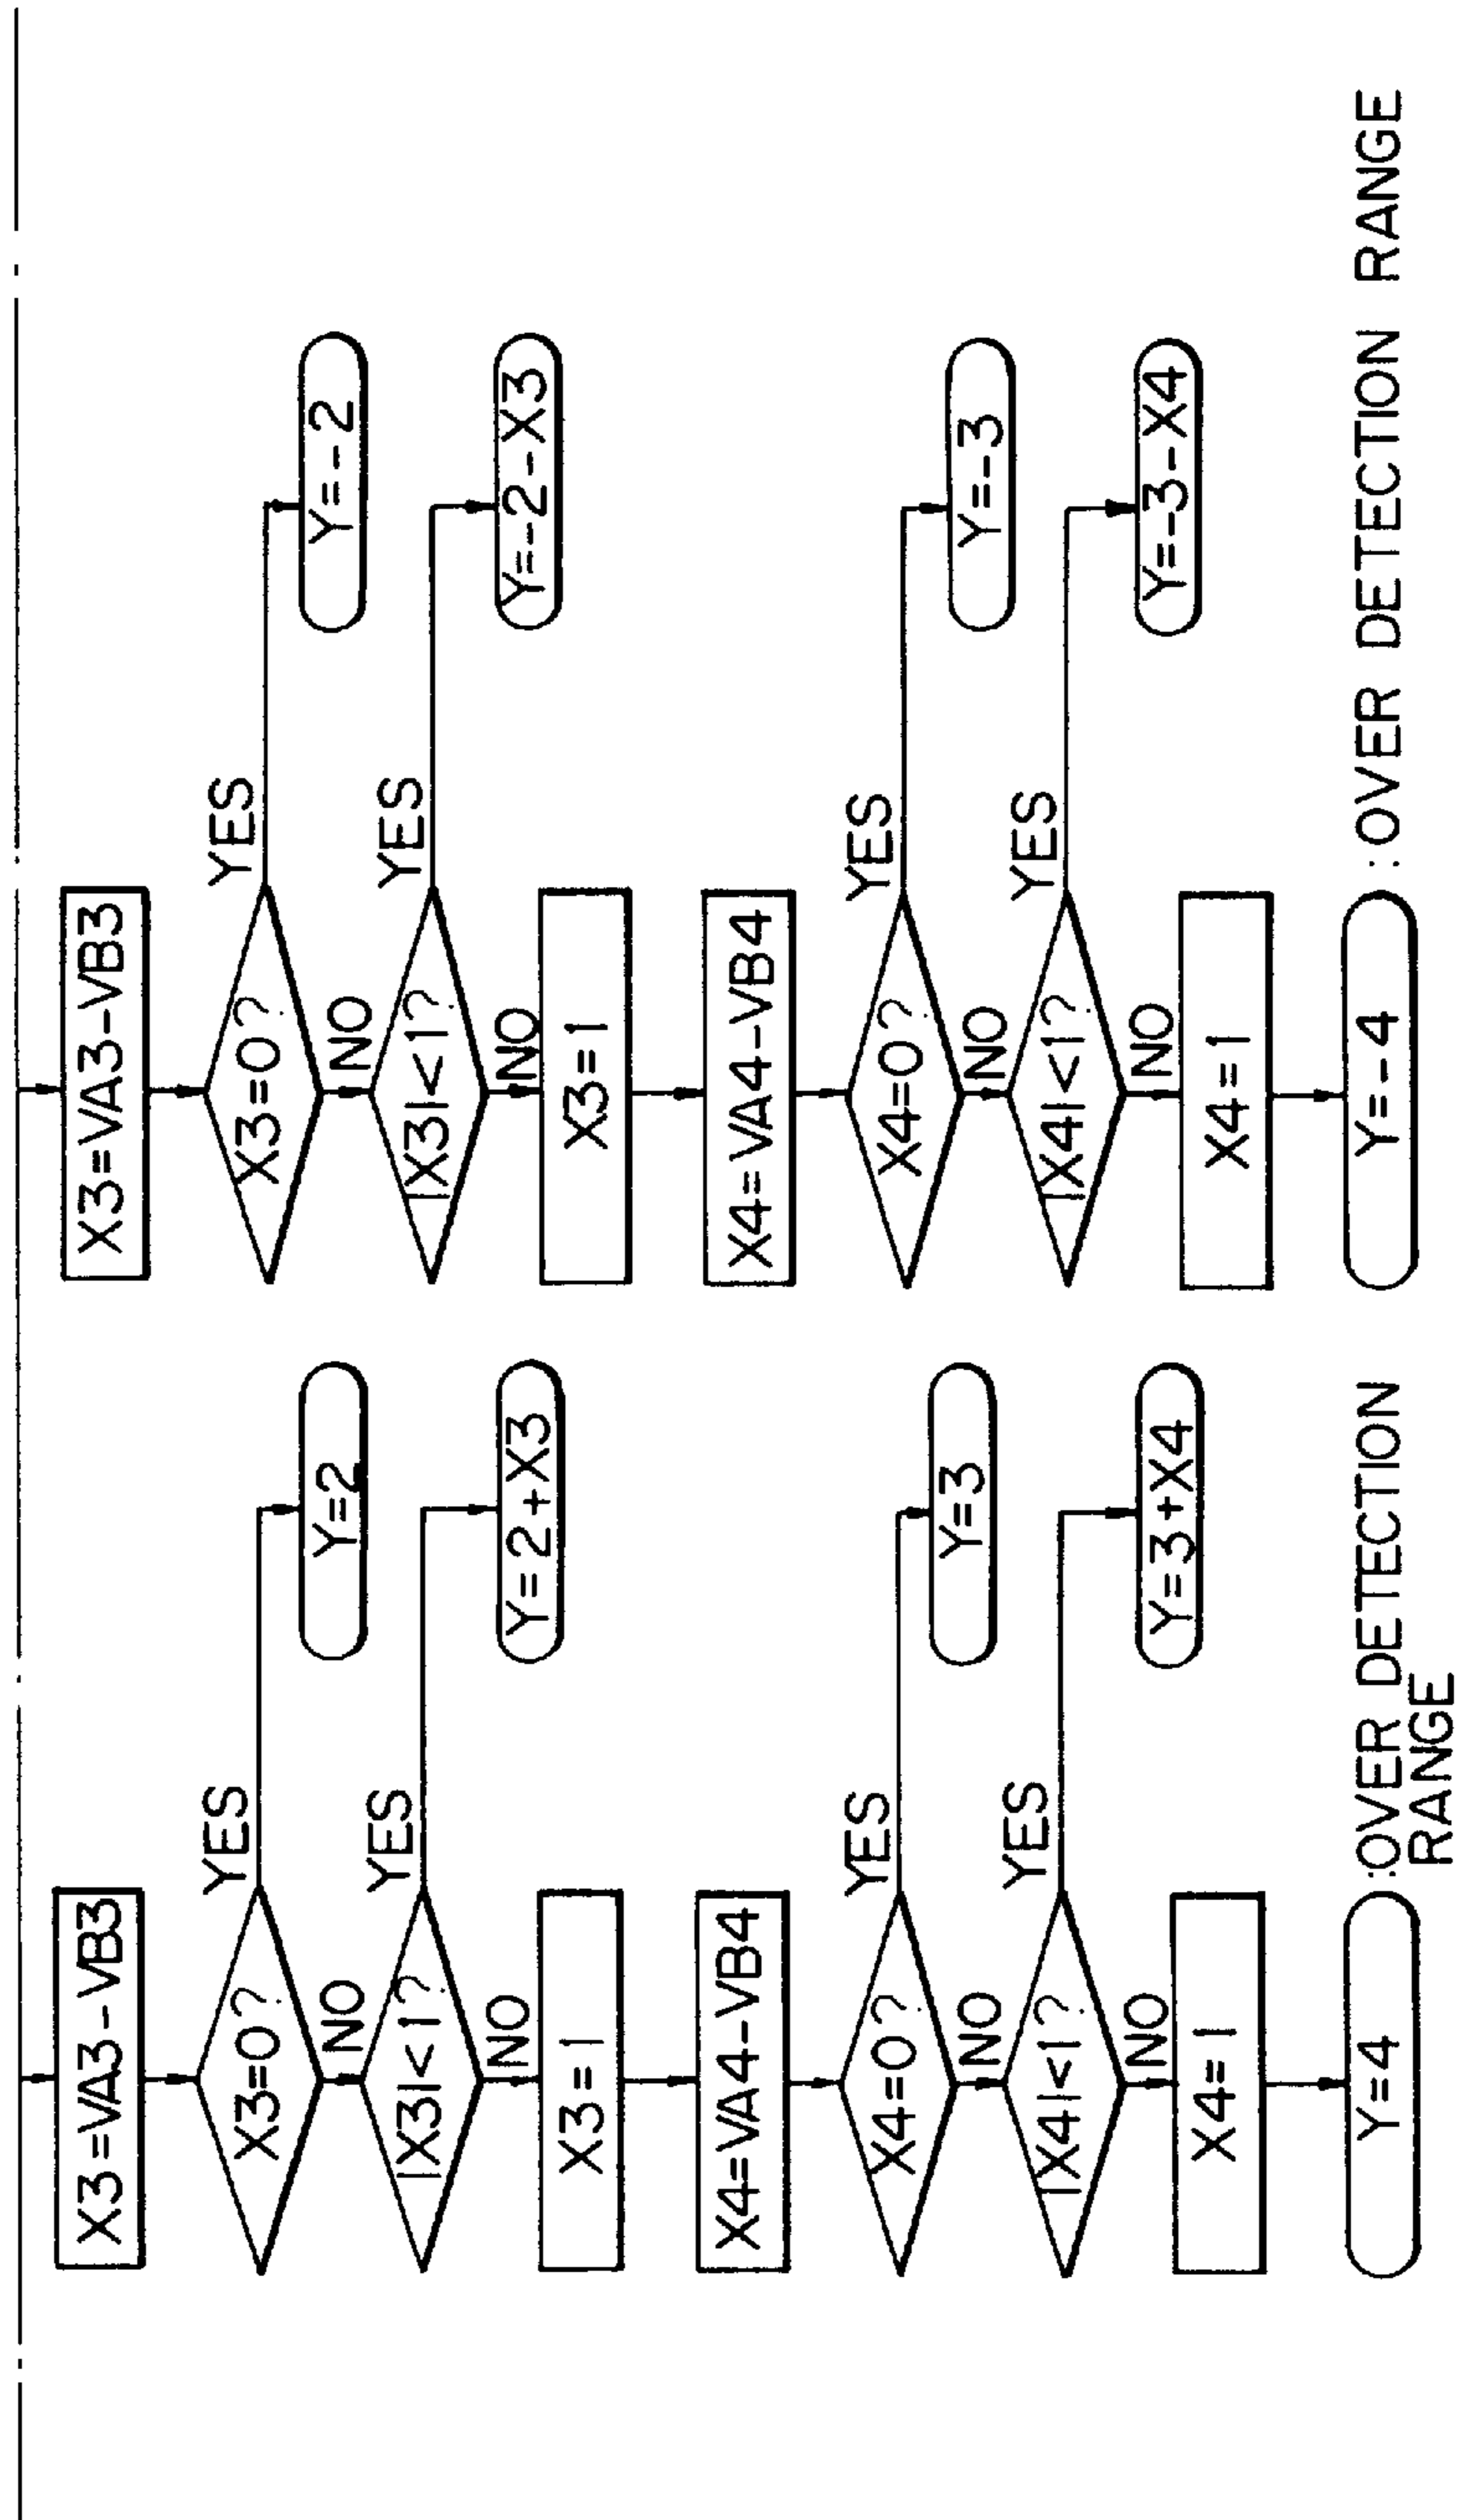 X3=VA3-VB3
X3=0?
YES
Y=2
NO
|X3|<1?
YES
Y=2+X3
NO
X3=1
X4=VA4-VB4
X4=0?
YES
Y=3
NO
|X4|<1?
YES
Y=3+X4
NO
X4=1
Y=4
:OVER DETECTION
RANGE
X3=VA3-VB3
X3=0?
YES
Y=-2
NO
|X3|<1?
YES
Y=-2-X3
NO
X3=1
X4=VA4-VB4
X4=0?
YES
Y=-3
NO
|X4|<1?
YES
Y=-3-X4
NO
X4=1
Y=-4
:OVER DETECTION RANGE